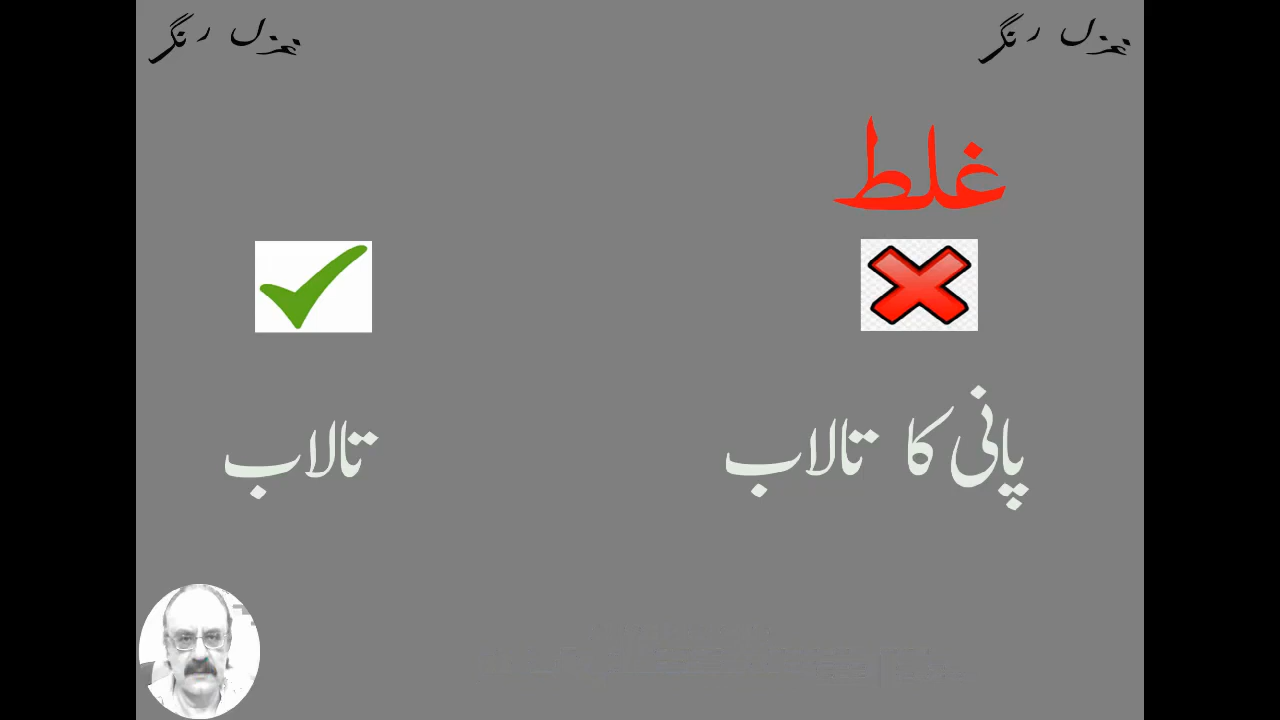 غزل رنگ غزل رنگ
غلط
پانی کا تالاب تالاب